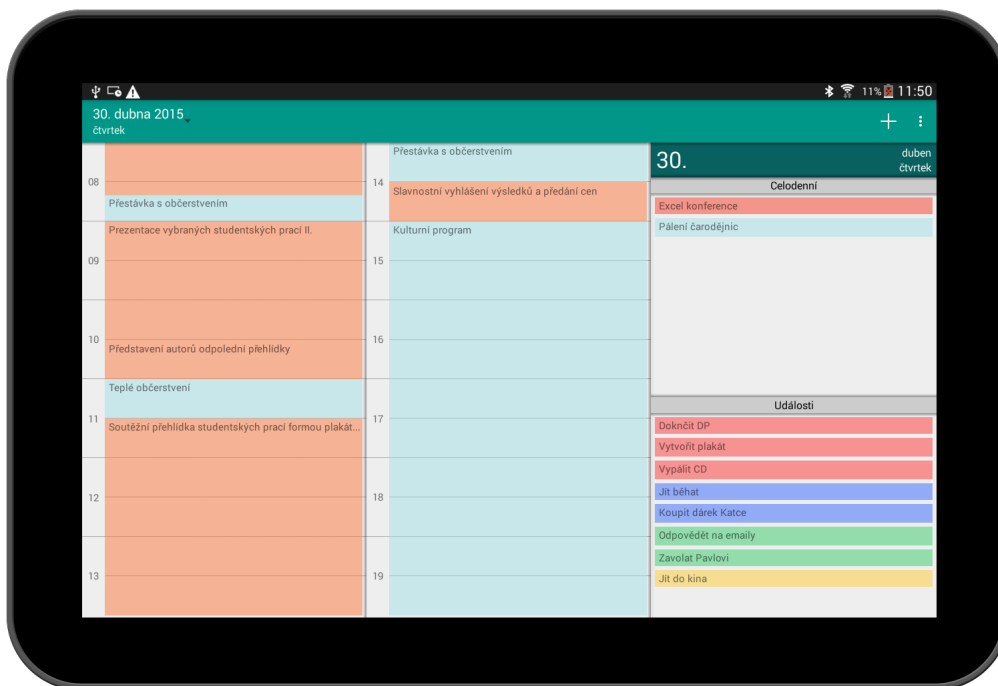 11% 11:50
30. dubna 2015
čtvrtek
08
Přestávka s občerstvením
Prezentace vybraných studentských prací II.
09
10
Představení autorů odpolední přehlídky
Teplé občerstvení
11
Soutěžní přehlídka studentských prací formou plakát...
12
13
Přestávka s občerstvením
14
Slavnostní vyhlášení výsledků a předání cen
Kulturní program
15
16
17
18
19
30.
duben
čtvrtek
Celodenní
Excel konference
Pálení čarodějnic
Události
Doknčit DP
Vytvořit plakát
Vypálit CD
Jít běhat
Koupit dárek Katce
Odpovědět na emaily
Zavolat Pavlovi
Jít do kina